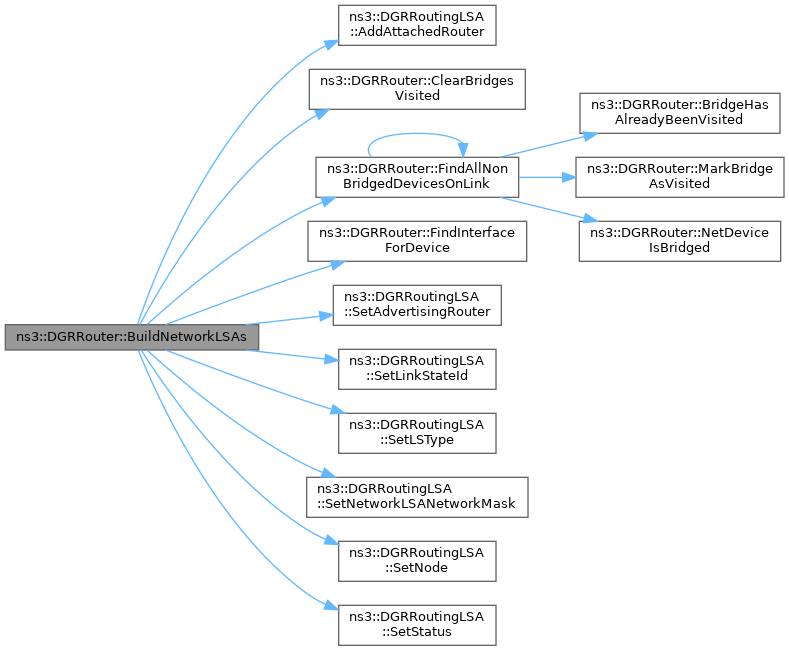 ns3::DGRRoutingLSA
::AddAttachedRouter
ns3::DGRRouter::ClearBridges
Visited
ns3::DGRRouter::BridgeHas
AlreadyBeenVisited
ns3::DGRRouter::FindAllNon
BridgedDevicesOnLink
ns3::DGRRouter::MarkBridge
AsVisited
ns3::DGRRouter::FindInterface
ForDevice
ns3::DGRRouter::NetDevice
IsBridged
ns3::DGRRoutingLSA
::SetAdvertisingRouter
ns3::DGRRouter::BuildNetworkLSAs
ns3::DGRRoutingLSA
::SetLinkStateId
ns3::DGRRoutingLSA
::SetLSType
ns3::DGRRoutingLSA
::SetNetworkLSANetworkMask
ns3::DGRRoutingLSA
::SetNode
ns3::DGRRoutingLSA
::SetStatus